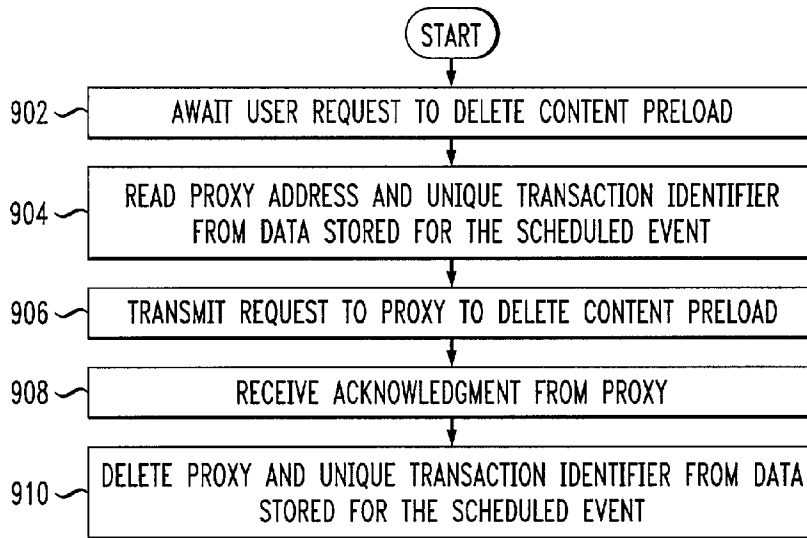 START
902
AWAIT USER REQUEST TO DELETE CONTENT PRELOAD
904
READ PROXY ADDRESS AND UNIQUE TRANSACTION IDENTIFIER
FROM DATA STORED FOR THE SCHEDULED EVENT
906
TRANSMIT REQUEST TO PROXY TO DELETE CONTENT PRELOAD
908
RECEIVE ACKNOWLEDGMENT FROM PROXY
910
DELETE PROXY AND UNIQUE TRANSACTION IDENTIFIER FROM DATA
STORED FOR THE SCHEDULED EVENT